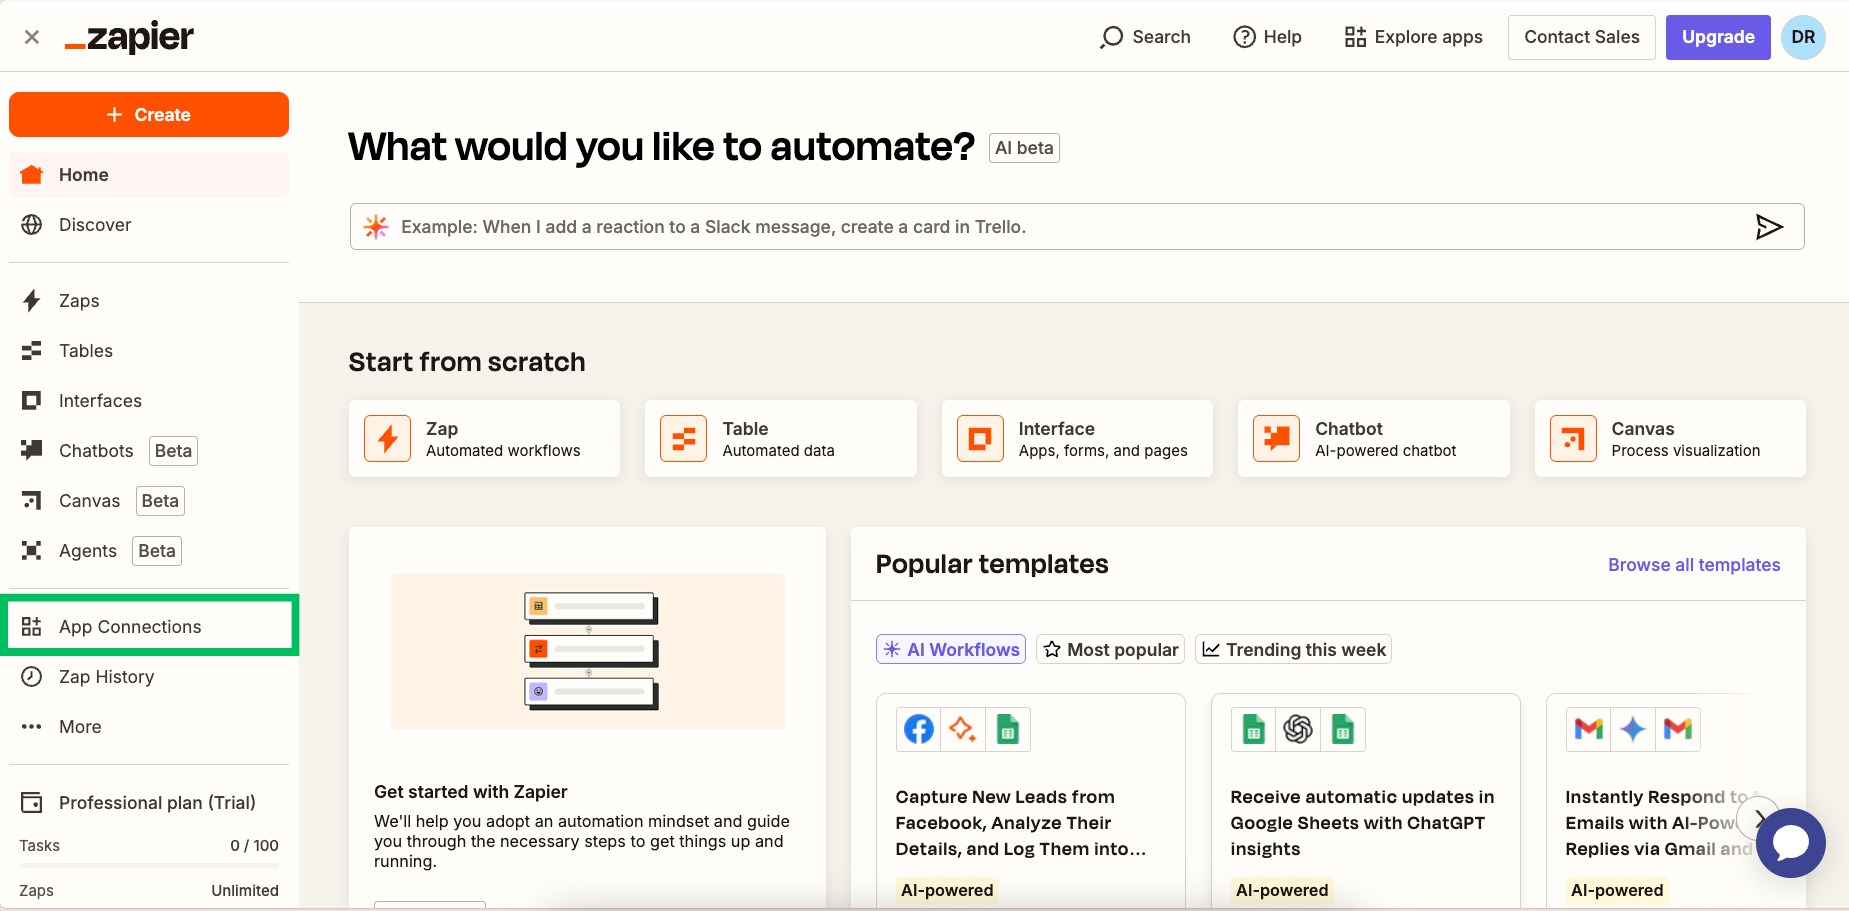 zapier
Search
Help
Explore apps
Contact Sales
Upgrade
DR
Create
Home
Discover
Zaps
Tables
Interfaces
Chatbots Beta
Canvas Beta
Agents Beta
App Connections
Zap History
More
Professional plan (Trial)
Tasks 0 / 100
Zaps Unlimited
What would you like to automate? AI beta
Example: When I add a reaction to a Slack message, create a card in Trello.
Start from scratch
Zap
Automated workflows
Table
Automated data
Interface
Apps, forms, and pages
Chatbot
AI-powered chatbot
Canvas
Process visualization
Get started with Zapier
We'll help you adopt an automation mindset and guide
you through the necessary steps to get things up and
running.
Popular templates
Browse all templates
AI Workflows
Most popular
Trending this week
Capture New Leads from
Facebook, Analyze Their
Details, and Log Them into...
AI-powered
Receive automatic updates in
Google Sheets with ChatGPT
insights
AI-powered
Instantly Respond to
Emails with AI-Pow
Replies via Gmail and
AI-powered